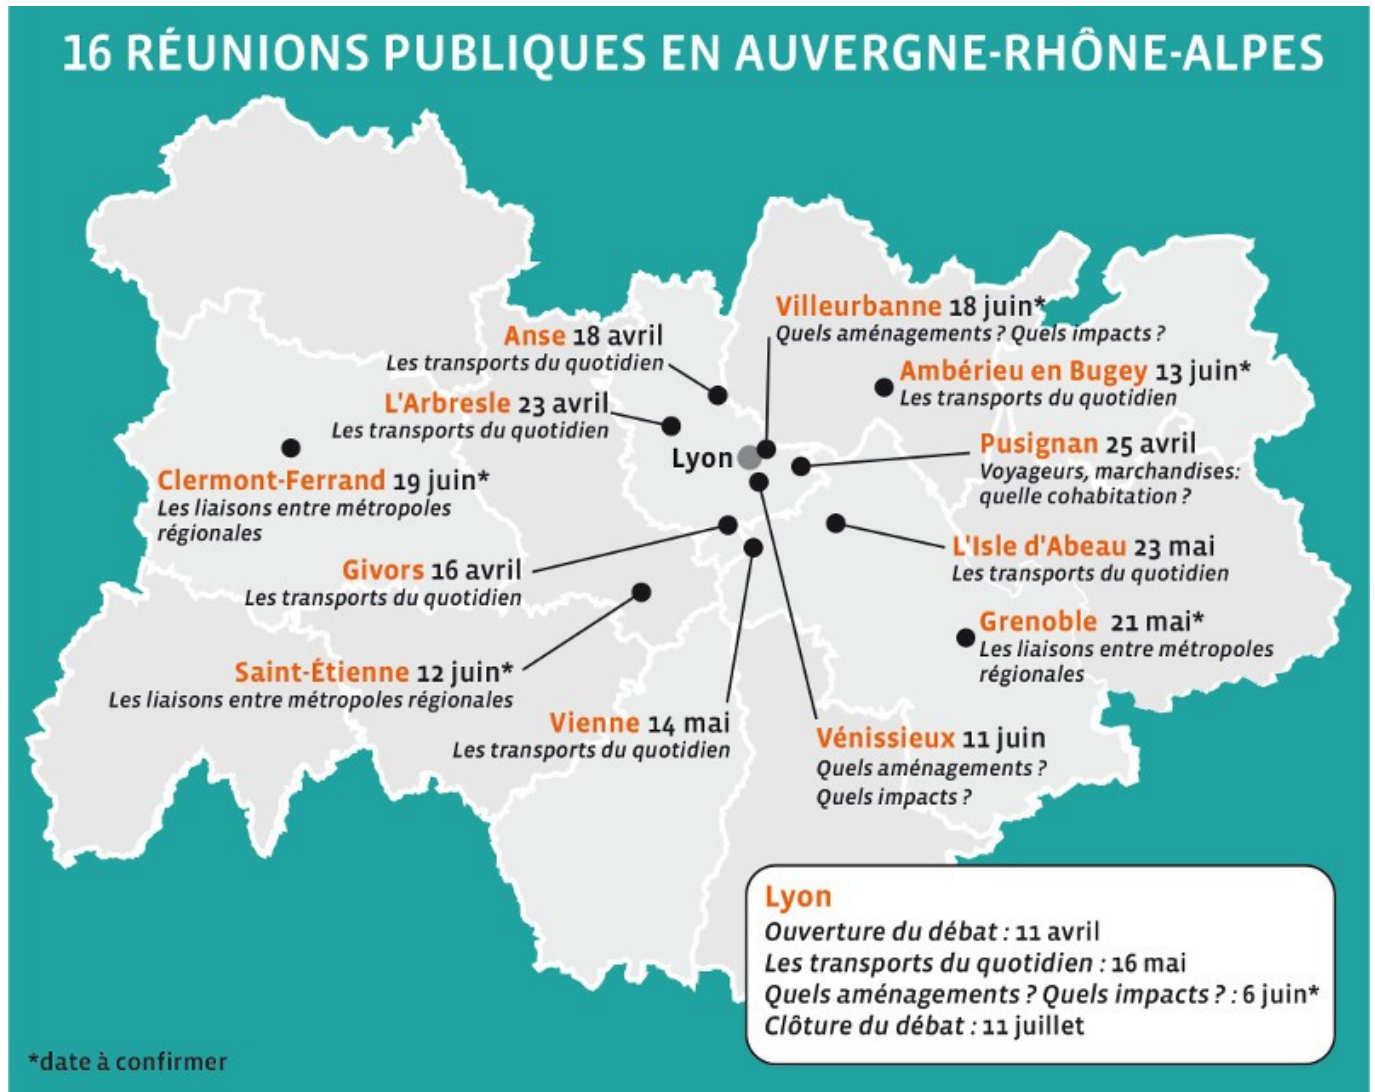 16 RÉUNIONS PUBLIQUES EN AUVERGNE-RHÔNE-ALPES
Villeurbanne 18 juin*
Quels aménagements ? Quels impacts ?
Anse 18 avril
Les transports du quotidien
Ambérieu en Bugey 13 juin*
Les transports du quotidien
L'Arbresle 23 avril
Les transports du quotidien
Pusignan 25 avril
Voyageurs, marchandises:
quelle cohabitation ?
Lyon
Clermont-Ferrand 19 juin*
Les liaisons entre métropoles
régionales
L'Isle d'Abeau 23 mai
Les transports du quotidien
Givors 16 avril
Les transports du quotidien
Grenoble 21 mai*
Les liaisons entre métropoles
régionales
Saint-Étienne 12 juin*
Les liaisons entre métropoles régionales
Vienne 14 mai
Les transports du quotidien
Vénissieux 11 juin
Quels aménagements ?
Quels impacts ?
Lyon
Ouverture du débat : 11 avril
Les transports du quotidien : 16 mai
Quels aménagements ? Quels impacts ? : 6 juin*
Clôture du débat : 11 juillet
*date à confirmer